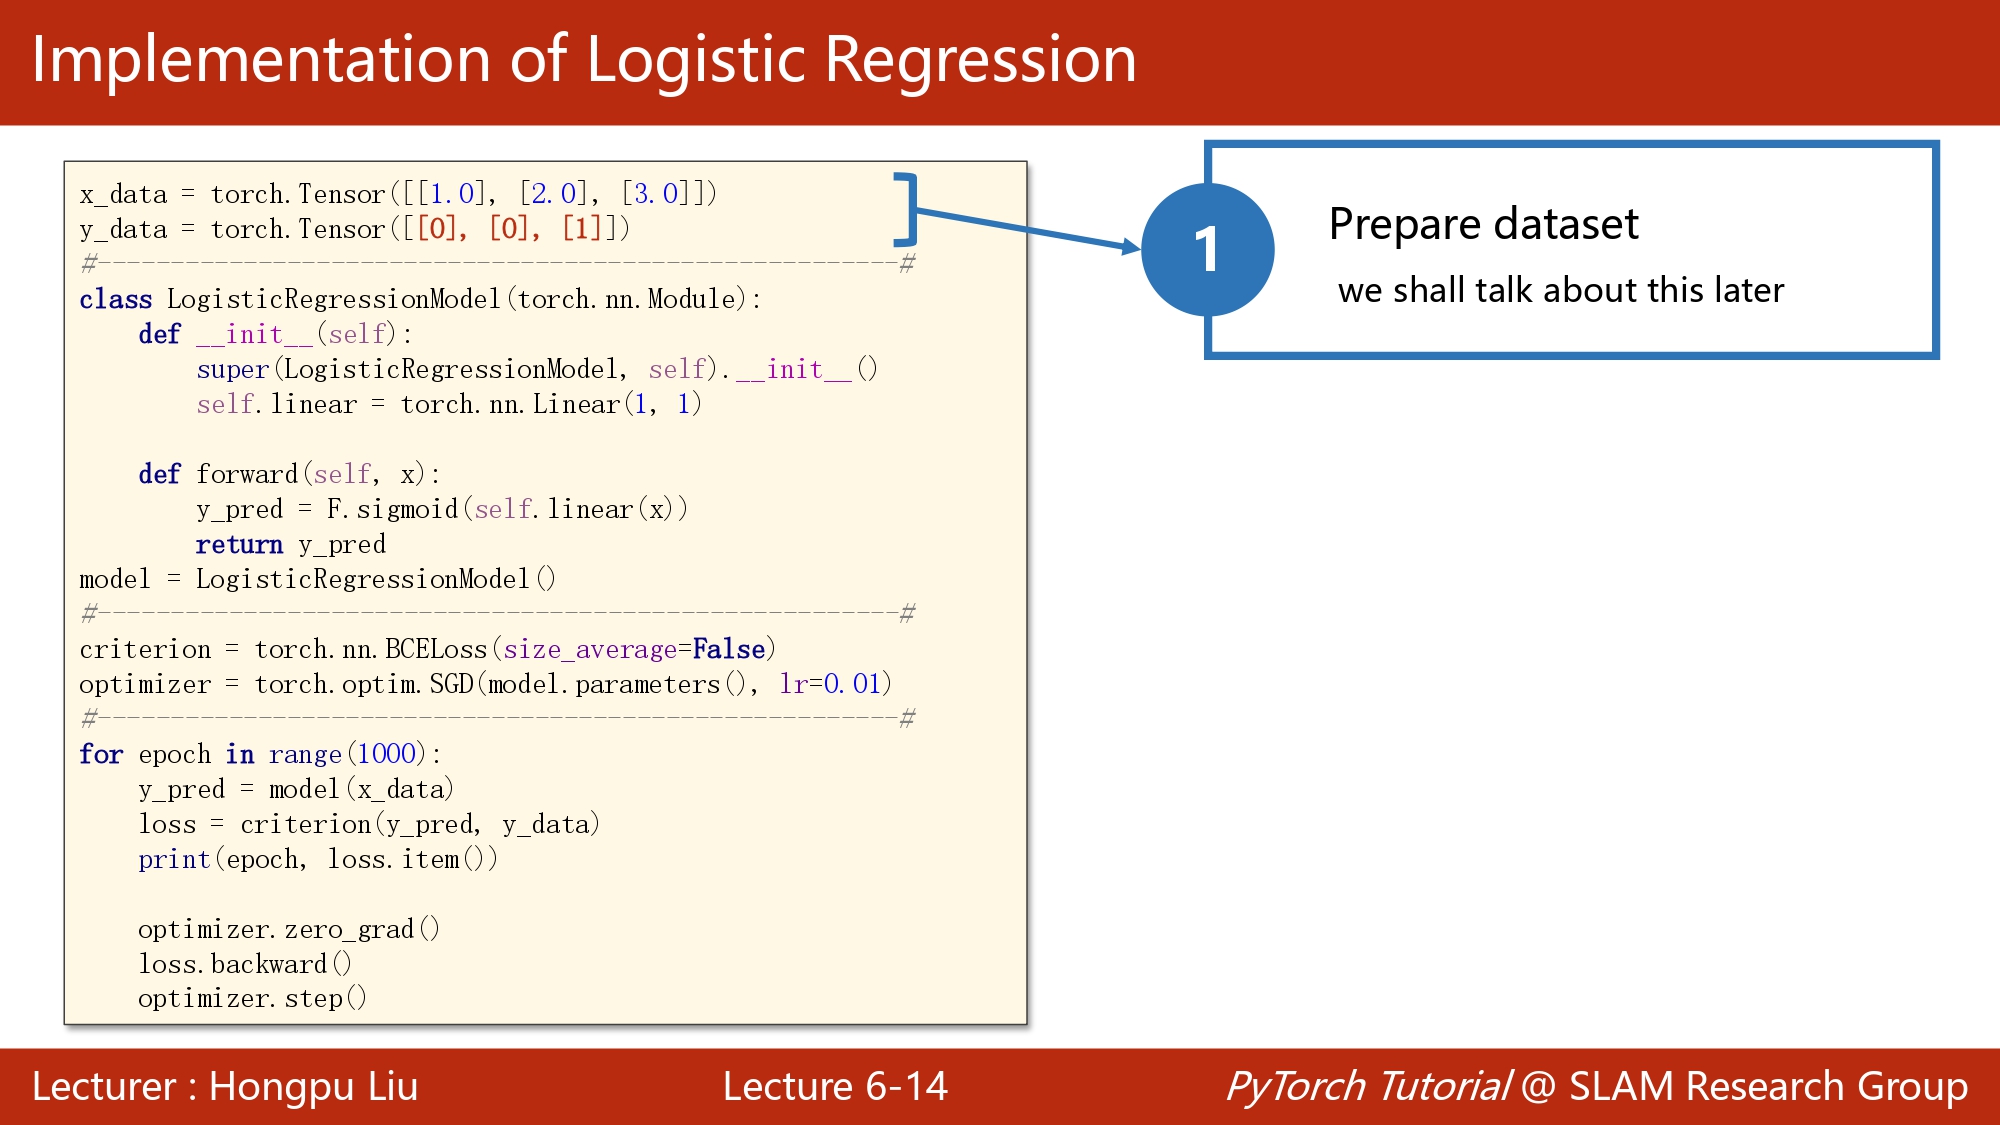 Implementation of Logistic Regression
x_data = torch.Tensor([[1.0], [2.0], [3.0]])
y_data = torch.Tensor([[0], [0], [1]])
#-------------------------------------------------------#
class LogisticRegressionModel(torch.nn.Module):
    def __init__(self):
        super(LogisticRegressionModel, self).__init__()
        self.linear = torch.nn.Linear(1, 1)

    def forward(self, x):
        y_pred = F.sigmoid(self.linear(x))
        return y_pred
model = LogisticRegressionModel()
#-------------------------------------------------------#
criterion = torch.nn.BCELoss(size_average=False)
optimizer = torch.optim.SGD(model.parameters(), lr=0.01)
#-------------------------------------------------------#
for epoch in range(1000):
    y_pred = model(x_data)
    loss = criterion(y_pred, y_data)
    print(epoch, loss.item())

    optimizer.zero_grad()
    loss.backward()
    optimizer.step()
1
Prepare dataset
we shall talk about this later
Lecturer : Hongpu Liu
Lecture 6-14
PyTorch Tutorial @ SLAM Research Group